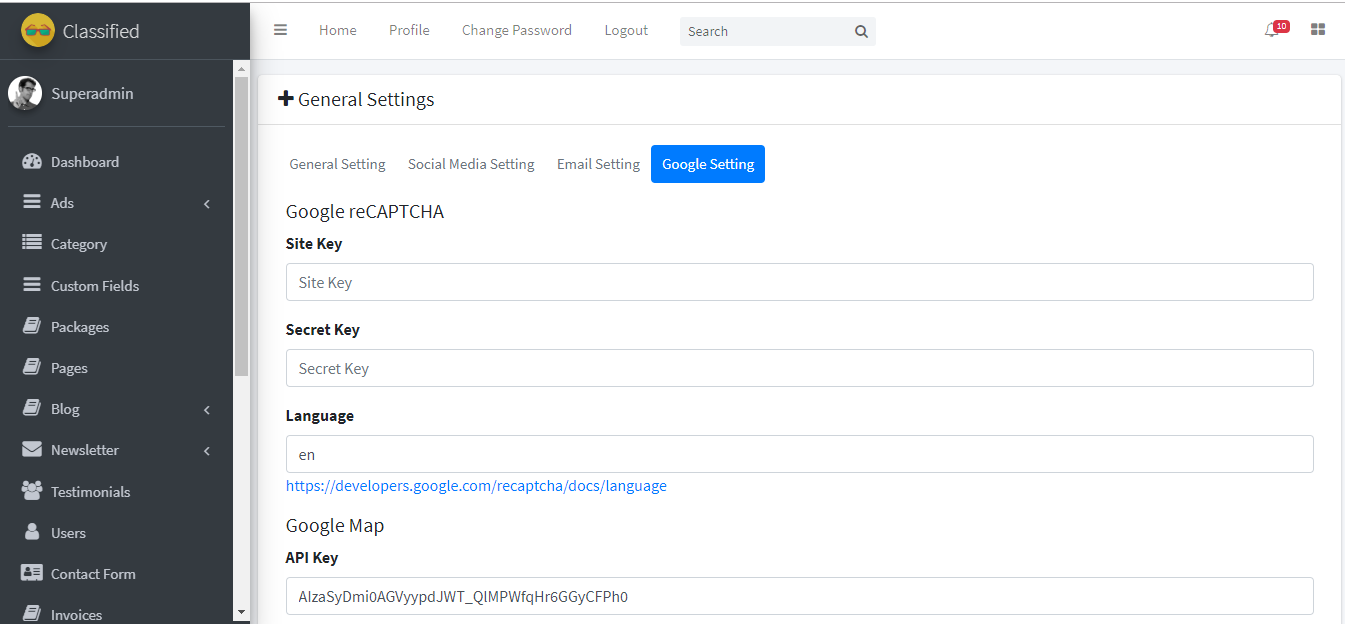 Classified
Home Profile Change Password Logout Search 10
Superadmin
General Settings
Dashboard
Ads
Category
Custom Fields
Packages
Pages
Blog
Newsletter
Testimonials
Users
Contact Form
Invoices
General Setting Social Media Setting Email Setting Google Setting
Google reCAPTCHA
Site Key
Site Key
Secret Key
Secret Key
Language
en
https://developers.google.com/recaptcha/docs/language
Google Map
API Key
AIzaSyDmi0AGVyypdJWT_QlMPWfqHr6GGyCFPh0